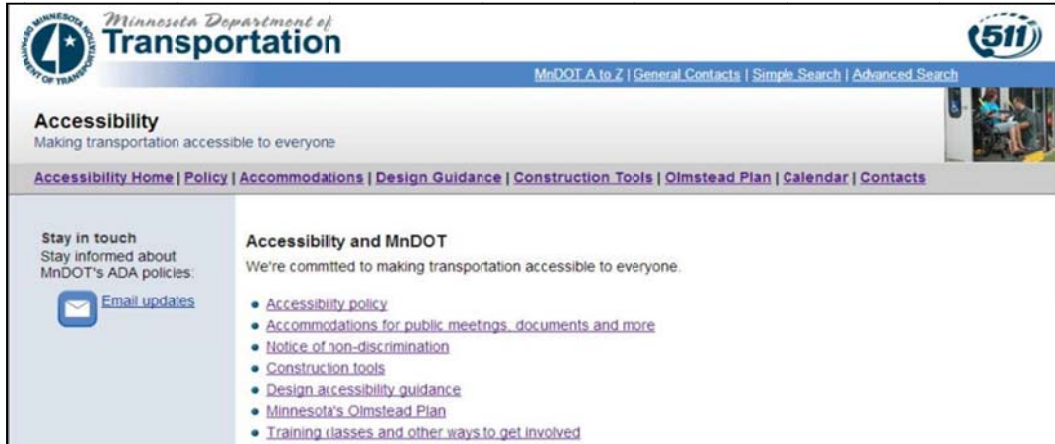 MINNESOTA DEPARTMENT OF TRANSPORTATION
Minnesota Department of
Transportation
511
MnDOT A to Z | General Contacts | Simple Search | Advanced Search
Accessibility
Making transportation accessible to everyone
Accessibility Home | Policy | Accommodations | Design Guidance | Construction Tools | Olmstead Plan | Calendar | Contacts
Stay in touch
Stay informed about
MnDOT's ADA policies:
Email updates
Accessibility and MnDOT
We're committed to making transportation accessible to everyone.
Accessibility policy
Accommodations for public meetings, documents and more
Notice of non-discrimination
Construction tools
Design accessibility guidance
Minnesota's Olmstead Plan
Training classes and other ways to get involved